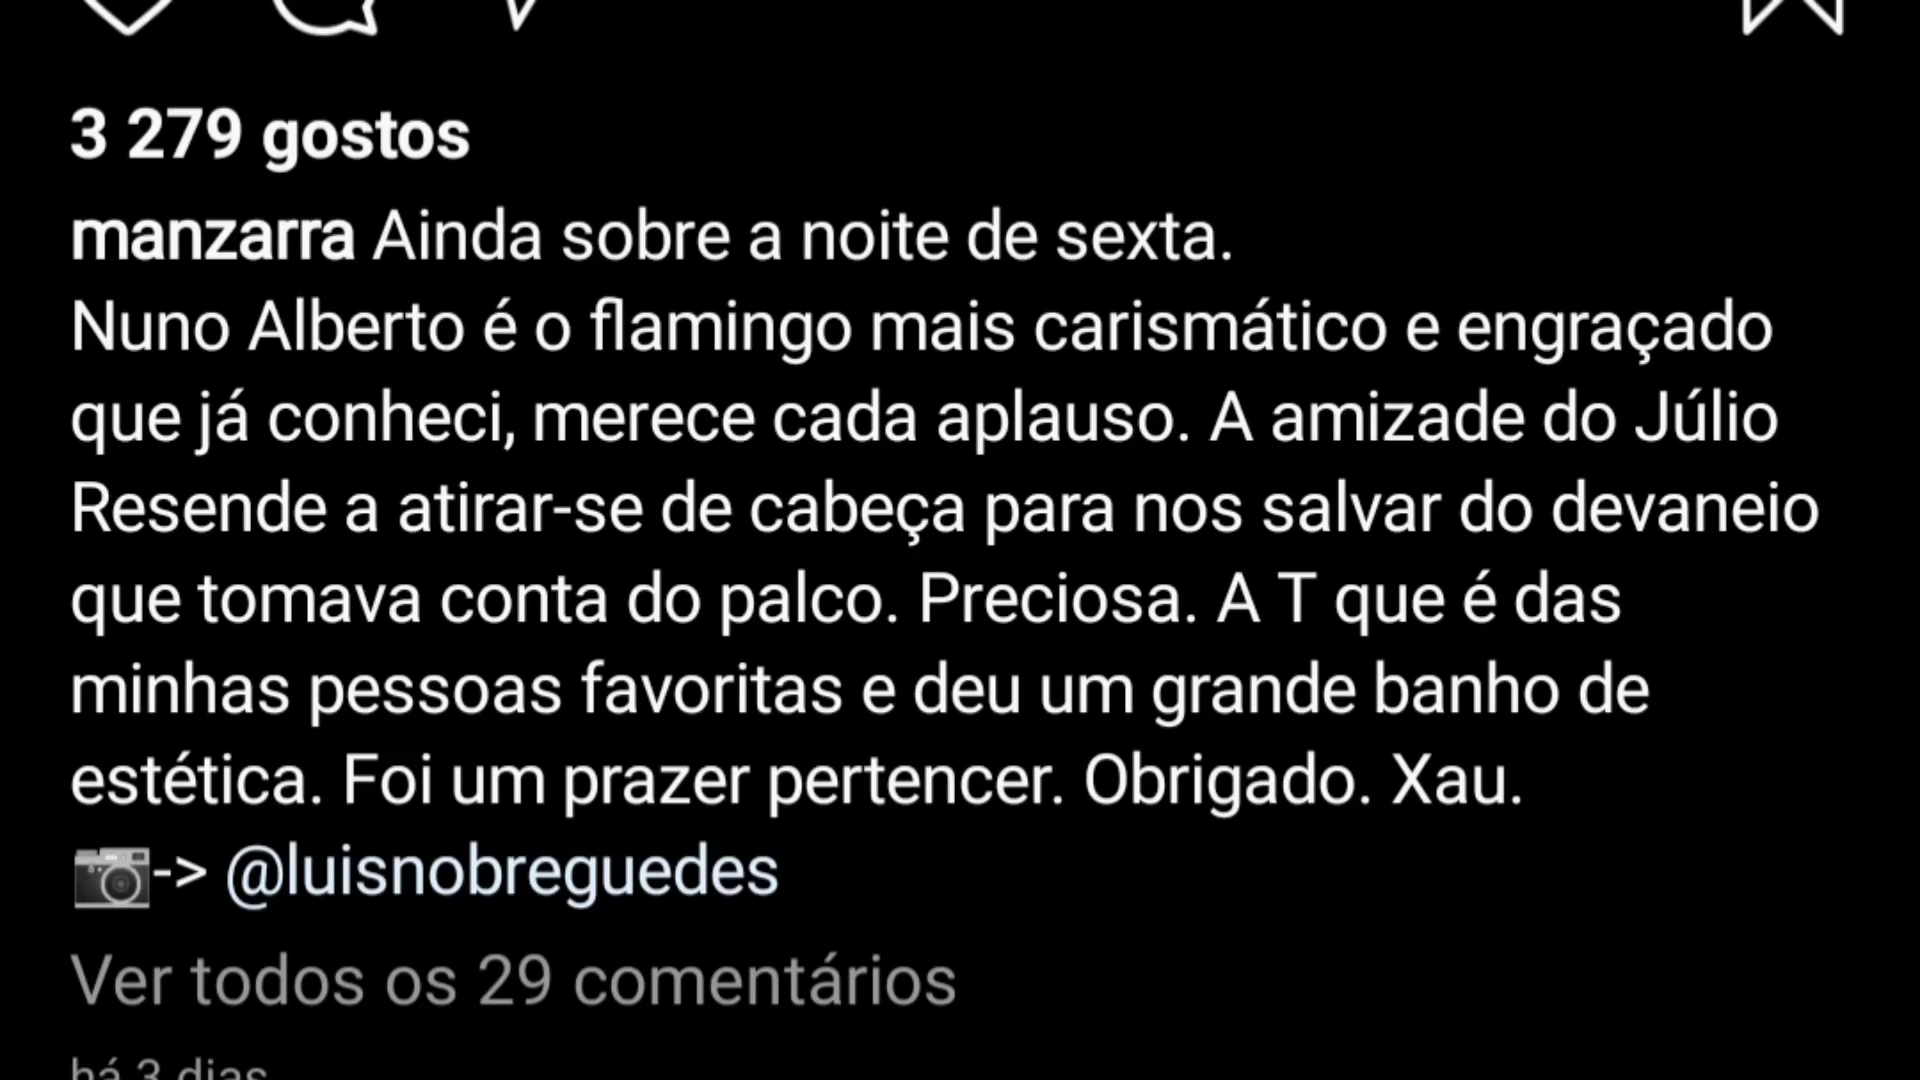 3 279 gostos
manzarra Ainda sobre a noite de sexta.
Nuno Alberto é o flamingo mais carismático e engraçado
que já conheci, merece cada aplauso. A amizade do Júlio
Resende a atirar-se de cabeça para nos salvar do devaneio
que tomava conta do palco. Preciosa. A T que é das
minhas pessoas favoritas e deu um grande banho de
estética. Foi um prazer pertencer. Obrigado. Xau.
📷-> @luisnobreguedes
Ver todos os 29 comentários
há 3 dias